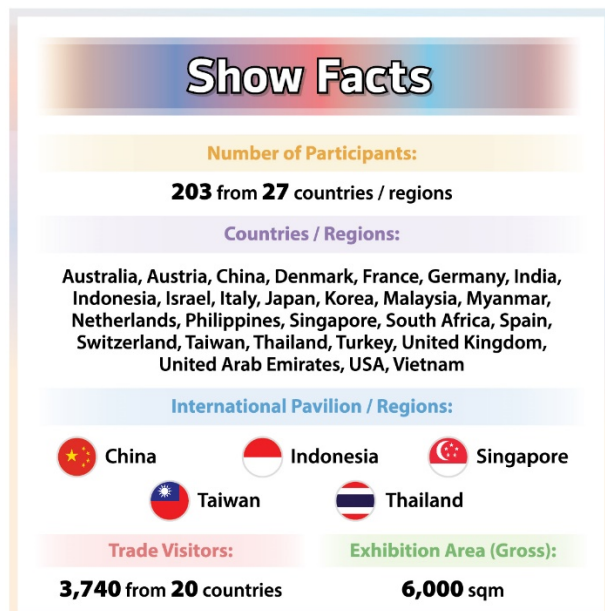 Show Facts
Number of Participants:
203 from 27 countries / regions
Countries / Regions:
Australia, Austria, China, Denmark, France, Germany, India,
Indonesia, Israel, Italy, Japan, Korea, Malaysia, Myanmar,
Netherlands, Philippines, Singapore, South Africa, Spain,
Switzerland, Taiwan, Thailand, Turkey, United Kingdom,
United Arab Emirates, USA, Vietnam
International Pavilion / Regions:
China Indonesia Singapore
Taiwan Thailand
Trade Visitors: Exhibition Area (Gross):
3,740 from 20 countries 6,000 sqm